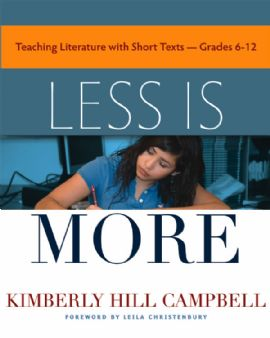 Teaching Literature with Short Texts — Grades 6-12
LESS IS
MORE
KIMBERLY HILL CAMPBELL
FOREWORD BY LEILA CHRISTENBURY